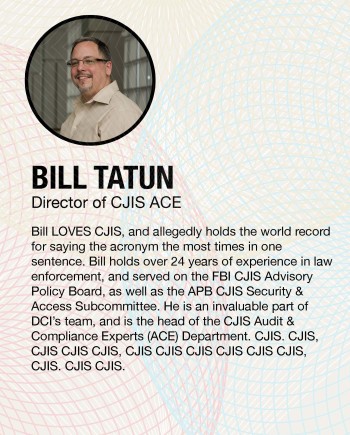 BILL TATUN
Director of CJIS ACE
Bill LOVES CJIS, and allegedly holds the world record
for saying the acronym the most times in one
sentence. Bill holds over 24 years of experience in law
enforcement, and served on the FBI CJIS Advisory
Policy Board, as well as the APB CJIS Security &
Access Subcommittee. He is an invaluable part of
DCI's team, and is the head of the CJIS Audit &
Compliance Experts (ACE) Department. CJIS. CJIS,
CJIS CJIS CJIS, CJIS CJIS CJIS CJIS CJIS CJIS,
CJIS. CJIS CJIS.